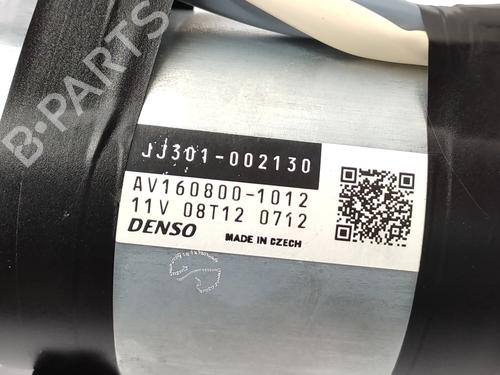 B-PARTS
JJ301-002130
AV160800-1012
11V 08T12 0712
DENSO
MADE IN CZECH